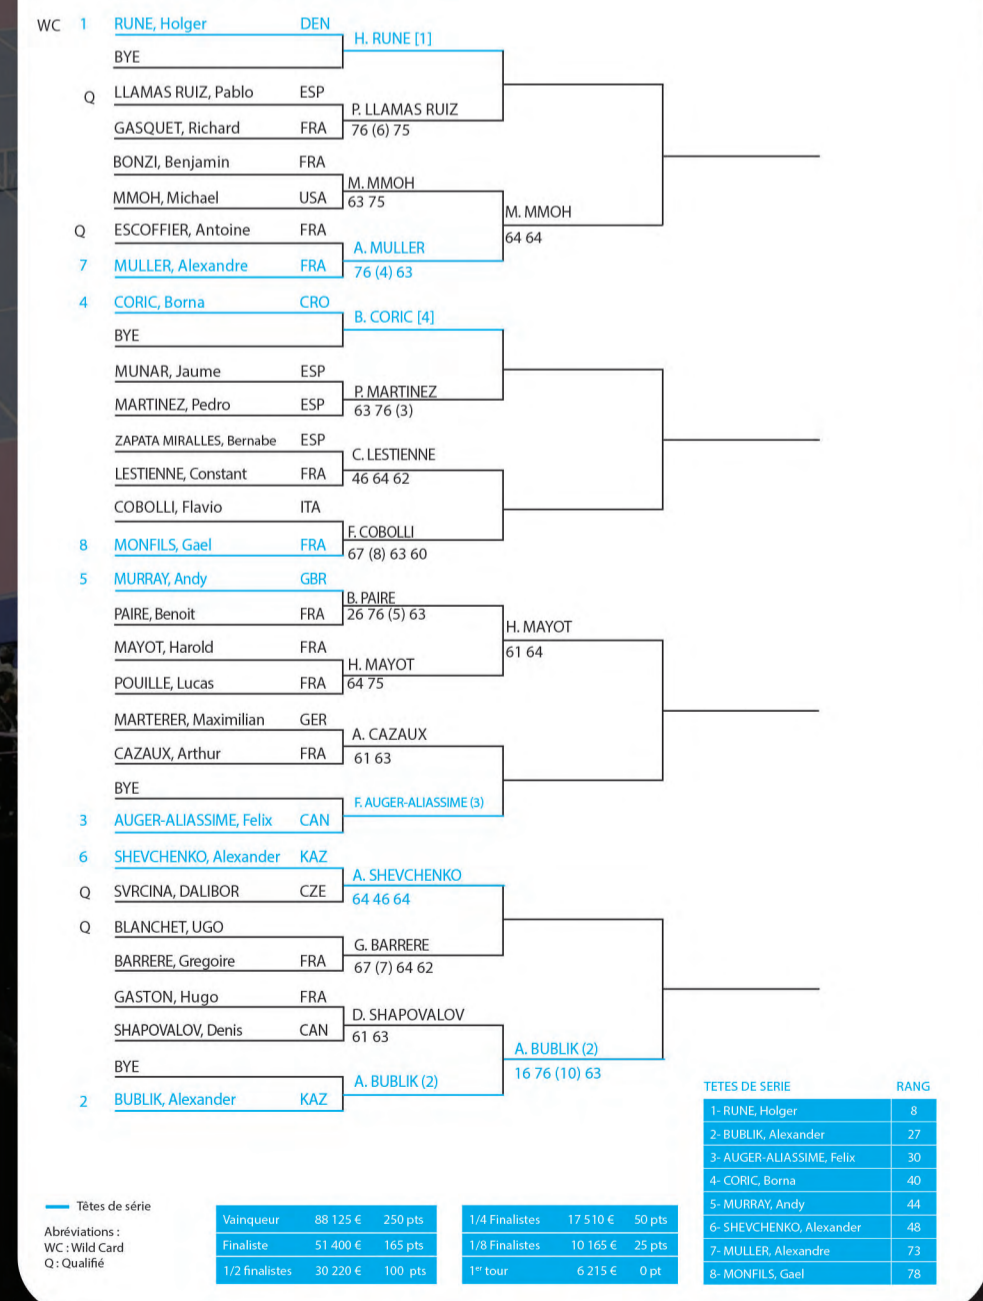 WC 1 RUNE, Holger DEN
H. RUNE [1]
BYE
Q LLAMAS RUIZ, Pablo ESP
P. LLAMAS RUIZ
76 (6) 75
GASQUET, Richard FRA
BONZI, Benjamin FRA
M. MMOH
63 75
MMOH, Michael USA
M. MMOH
64 64
Q ESCOFFIER, Antoine FRA
A. MULLER
76 (4) 63
7 MULLER, Alexandre FRA
4 CORIC, Borna CRO
B. CORIC [4]
BYE
MUNAR, Jaume ESP
P. MARTINEZ
63 76 (3)
MARTINEZ, Pedro ESP
ZAPATA MIRALLES, Bernabe ESP
C. LESTIENNE
46 64 62
LESTIENNE, Constant FRA
COBOLLI, Flavio ITA
F. COBOLLI
67 (8) 63 60
8 MONFILS, Gael FRA
5 MURRAY, Andy GBR
B. PAIRE
26 76 (5) 63
PAIRE, Benoit FRA
H. MAYOT
61 64
MAYOT, Harold FRA
H. MAYOT
64 75
POUILLE, Lucas FRA
MARTERER, Maximilian GER
A. CAZAUX
61 63
CAZAUX, Arthur FRA
BYE
F. AUGER-ALIASSIME (3)
3 AUGER-ALIASSIME, Felix CAN
6 SHEVCHENKO, Alexander KAZ
A. SHEVCHENKO
64 46 64
Q SVRCINA, DALIBOR CZE
Q BLANCHET, UGO
G. BARRERE
67 (7) 64 62
BARRERE, Gregoire FRA
GASTON, Hugo FRA
D. SHAPOVALOV
61 63
SHAPOVALOV, Denis CAN
A. BUBLIK (2)
16 76 (10) 63
BYE
A. BUBLIK (2)
2 BUBLIK, Alexander KAZ
TETES DE SERIE RANG
1- RUNE, Holger 8
2- BUBLIK, Alexander 27
3- AUGER-ALIASSIME, Felix 30
4- CORIC, Borna 40
5- MURRAY, Andy 44
6- SHEVCHENKO, Alexander 48
7- MULLER, Alexandre 73
8- MONFILS, Gael 78
Têtes de série
Abréviations :
WC : Wild Card
Q : Qualifié
Vainqueur 88 125 € 250 pts
Finaliste 51 400 € 165 pts
1/2 finalistes 30 220 € 100 pts
1/4 Finalistes 17 510 € 50 pts
1/8 Finalistes 10 165 € 25 pts
1er tour 6 215 € 0 pt